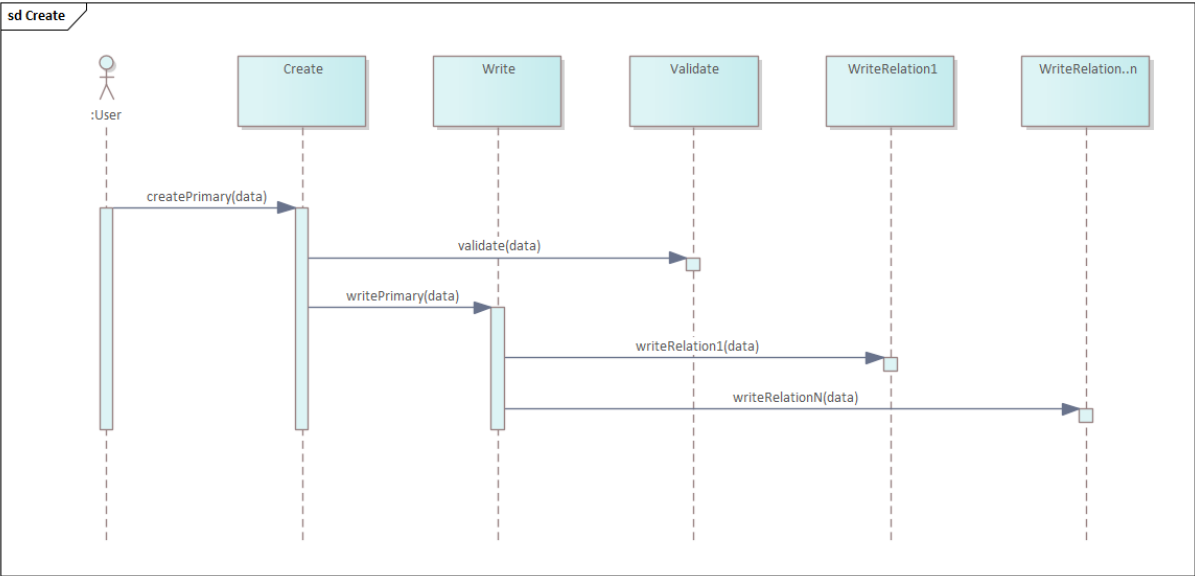 sd Create
:User
Create
Write
Validate
WriteRelation1
WriteRelation..n
createPrimary(data)
validate(data)
writePrimary(data)
writeRelation1(data)
writeRelationN(data)